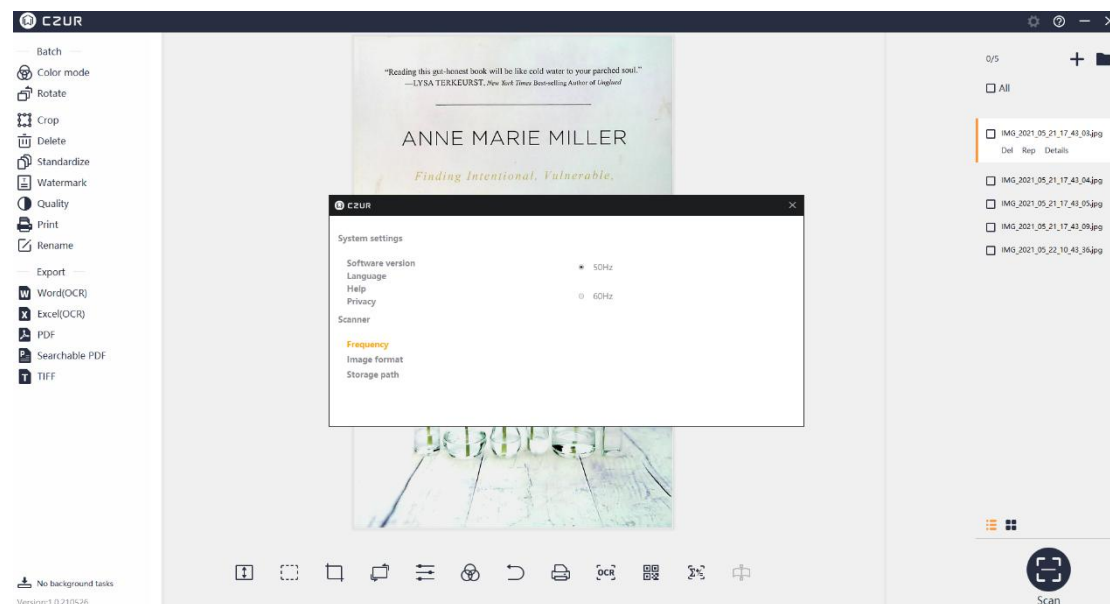 CZUR
Batch
Color mode
Rotate
Crop
Delete
Standardize
Watermark
Quality
Print
Rename
Export
Word(OCR)
Excel(OCR)
PDF
Searchable PDF
TIFF
No background tasks
Version:1.0.210526
“Reading this gut-honest book will be like cold water to your parched soul.”
—LYSA TERKEURST, New York Times Best-selling Author of Unglued
ANNE MARIE MILLER
Finding Intentional, Vulnerable,
CZUR
System settings
Software version
Language
Help
Privacy
Scanner
Frequency
Image format
Storage path
50Hz
60Hz
OCR
0/5
All
IMG_2021_05_21_17_43_03.jpg
Del Rep Details
IMG_2021_05_21_17_43_04.jpg
IMG_2021_05_21_17_43_05.jpg
IMG_2021_05_21_17_43_09.jpg
IMG_2021_05_22_10_43_36.jpg
Scan